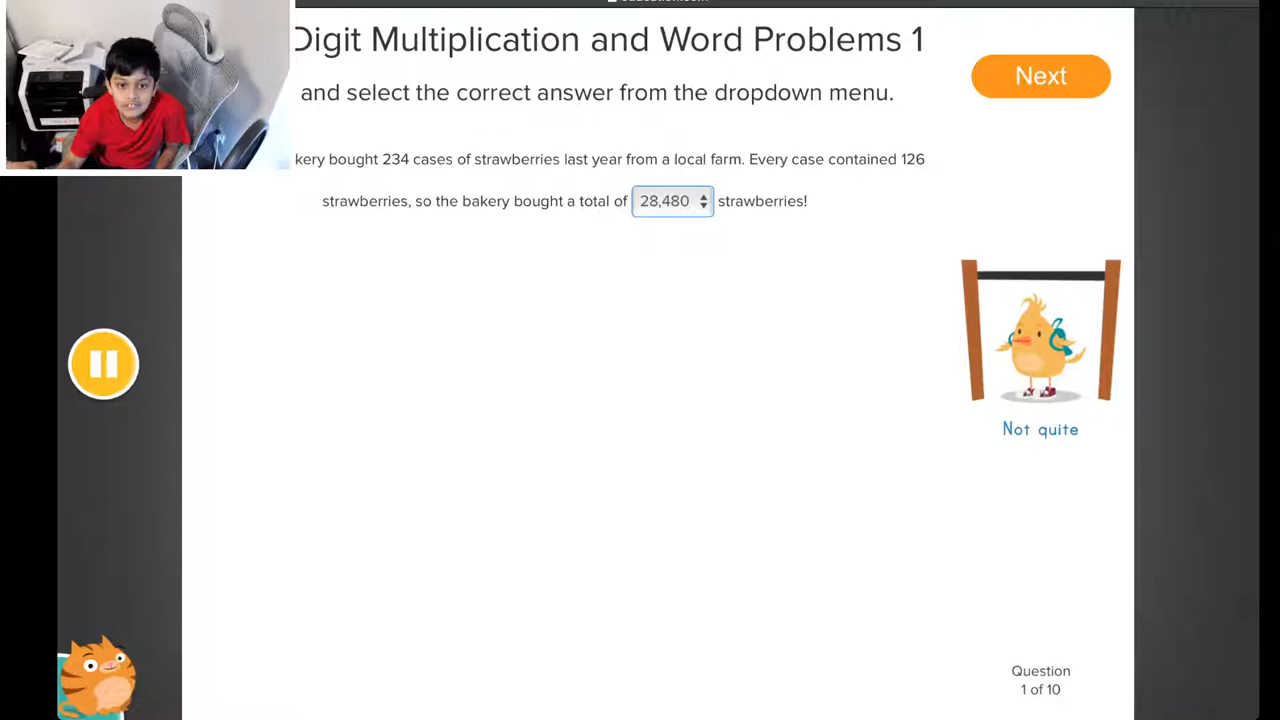 Digit Multiplication and Word Problems 1
Next
and select the correct answer from the dropdown menu.
kery bought 234 cases of strawberries last year from a local farm. Every case contained 126
strawberries, so the bakery bought a total of 28,480 strawberries!
Not quite
Question
1 of 10